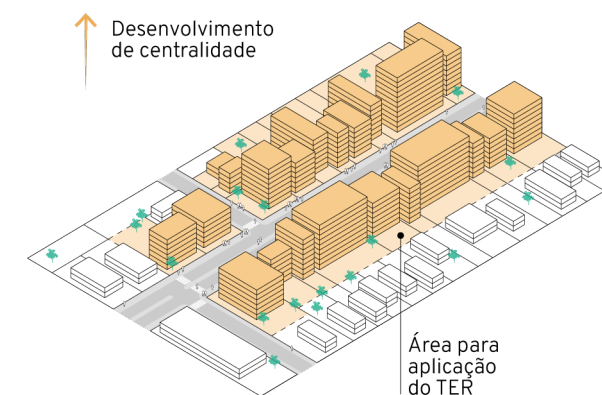 Desenvolvimento
de centralidade
Área para
aplicação
do TER